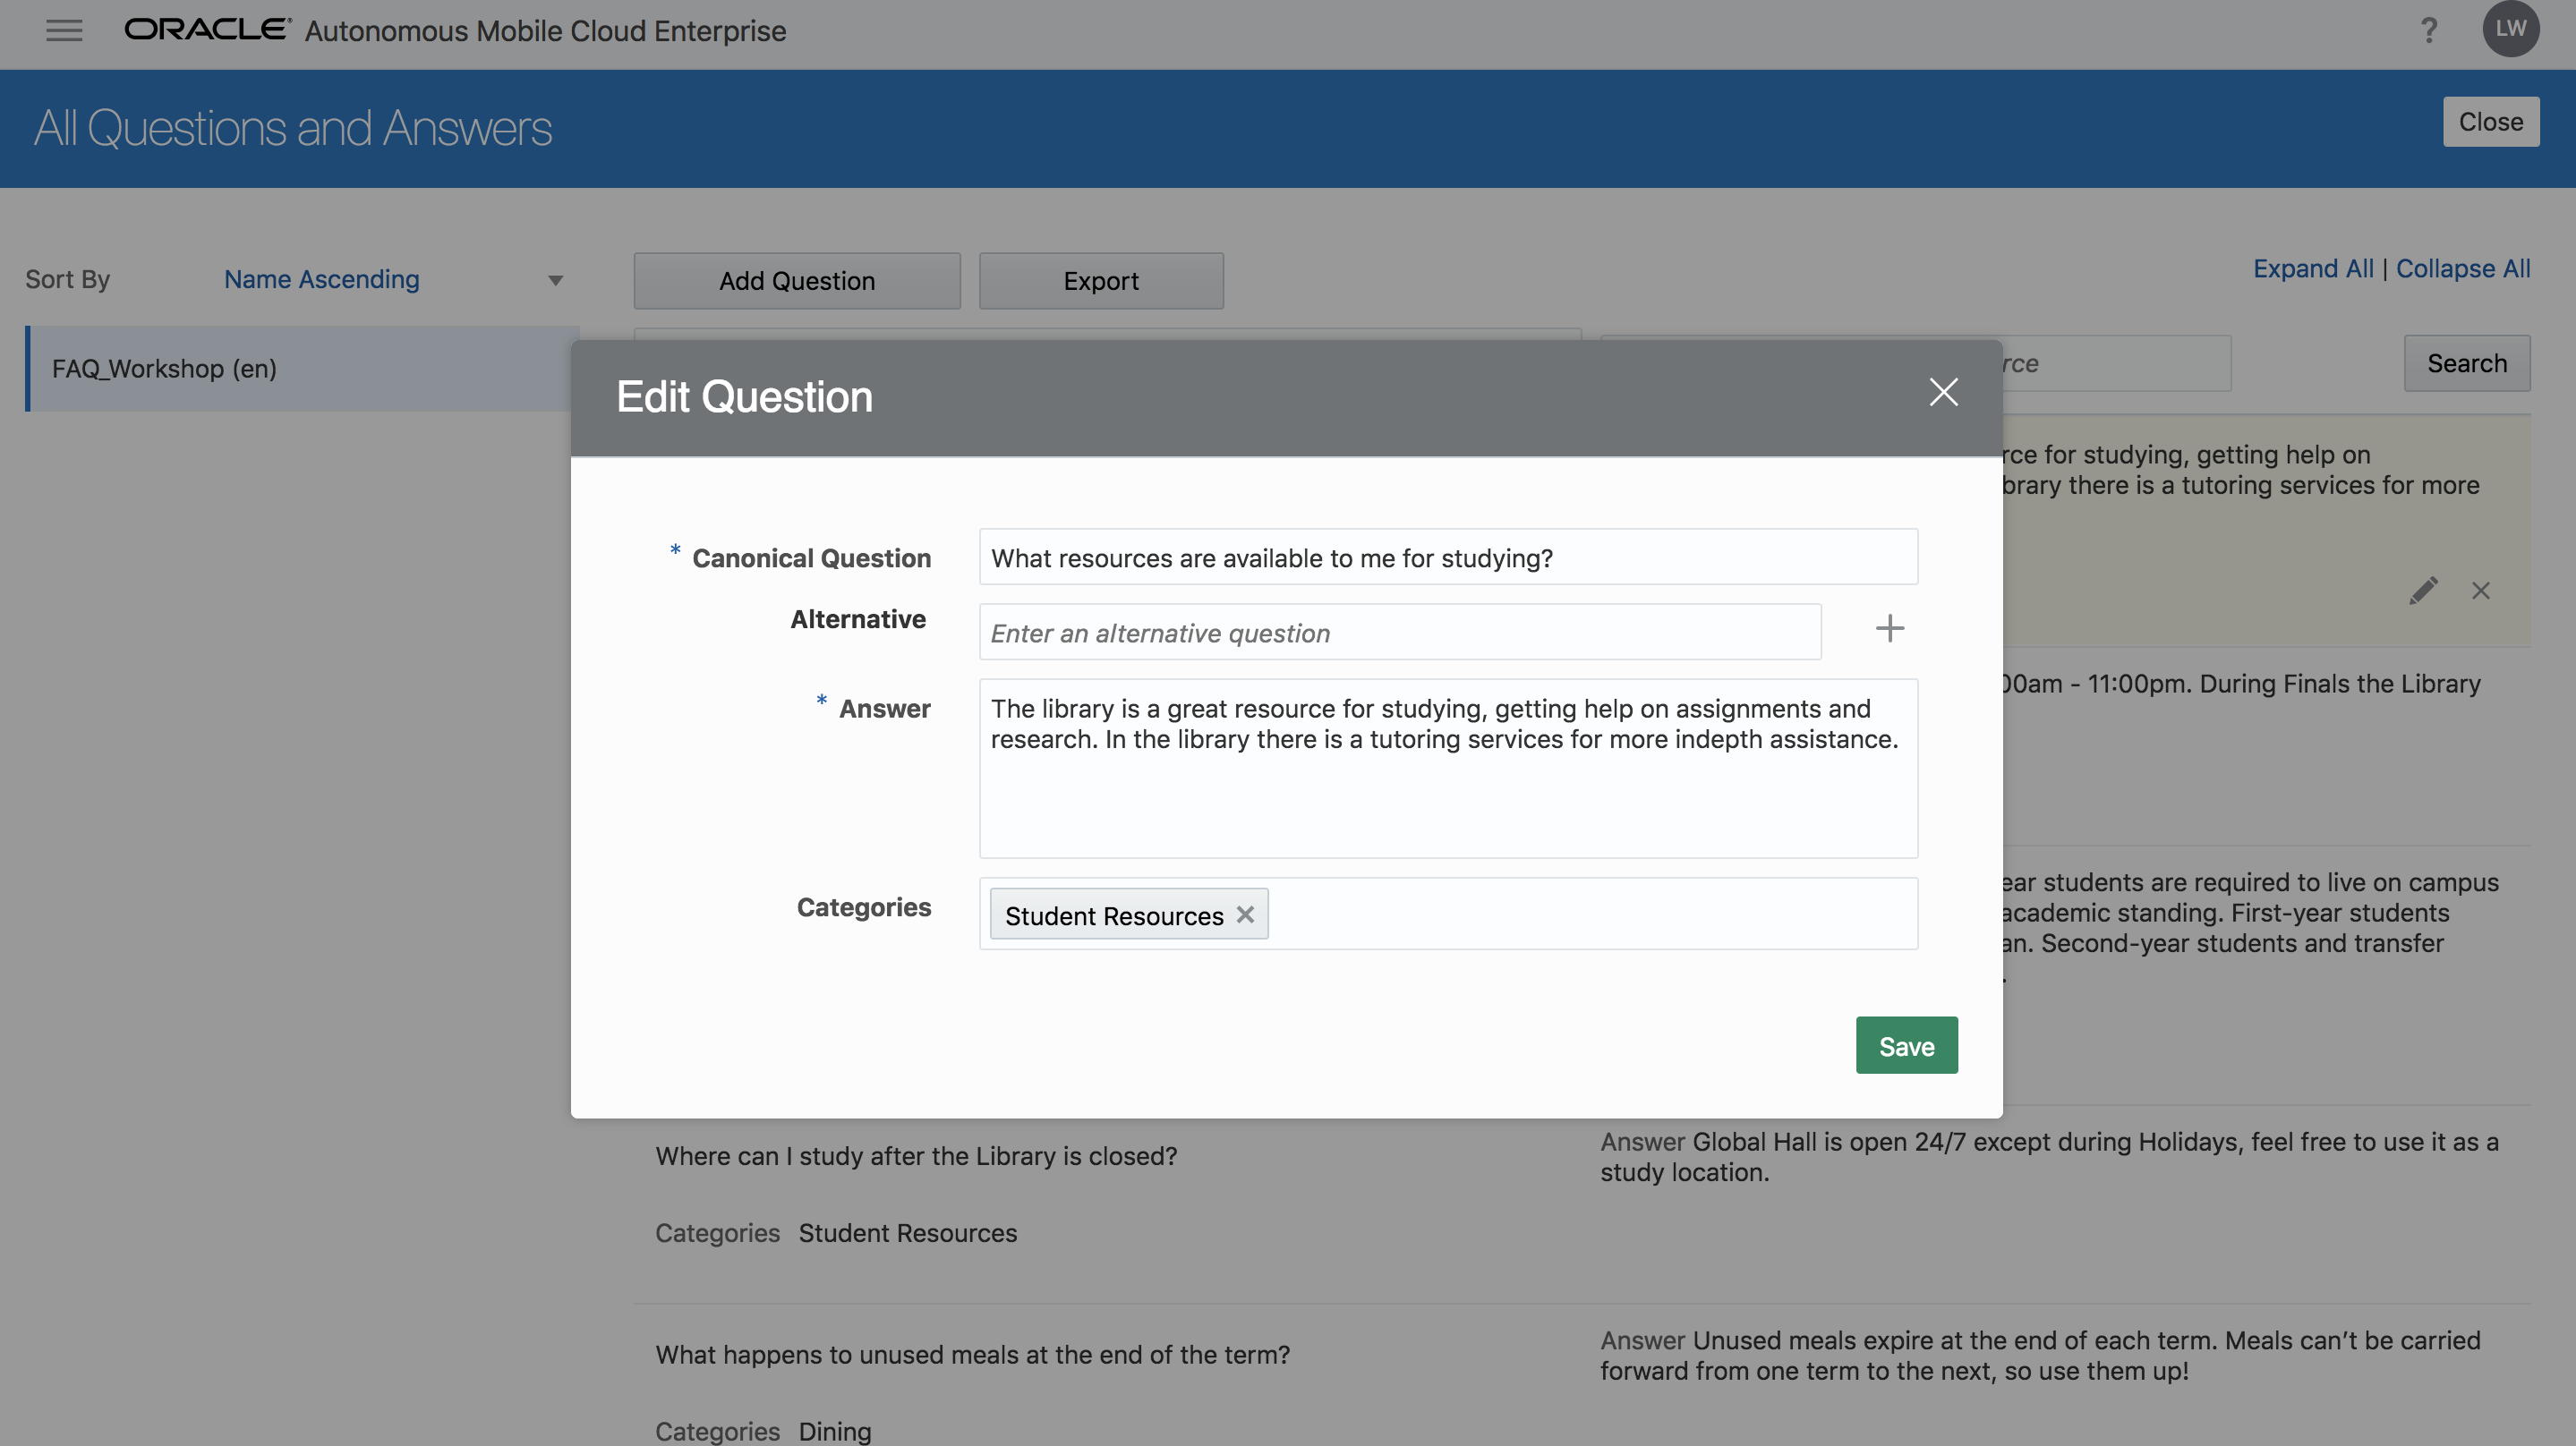 ORACLE® Autonomous Mobile Cloud Enterprise
? LW
All Questions and Answers
Close
Sort By Name Ascending
Add Question Export
Expand All | Collapse All
FAQ_Workshop (en)
Search
Edit Question
for studying, getting help on
there is a tutoring services for more
* Canonical Question What resources are available to me for studying?
Alternative Enter an alternative question
* Answer The library is a great resource for studying, getting help on assignments and
research. In the library there is a tutoring services for more indepth assistance.
- 11:00pm. During Finals the Library
students are required to live on campus
academic standing. First-year students
Second-year students and transfer
Categories Student Resources
Save
Where can I study after the Library is closed?
Answer Global Hall is open 24/7 except during Holidays, feel free to use it as a
study location.
Categories Student Resources
What happens to unused meals at the end of the term?
Answer Unused meals expire at the end of each term. Meals can’t be carried
forward from one term to the next, so use them up!
Categories Dining